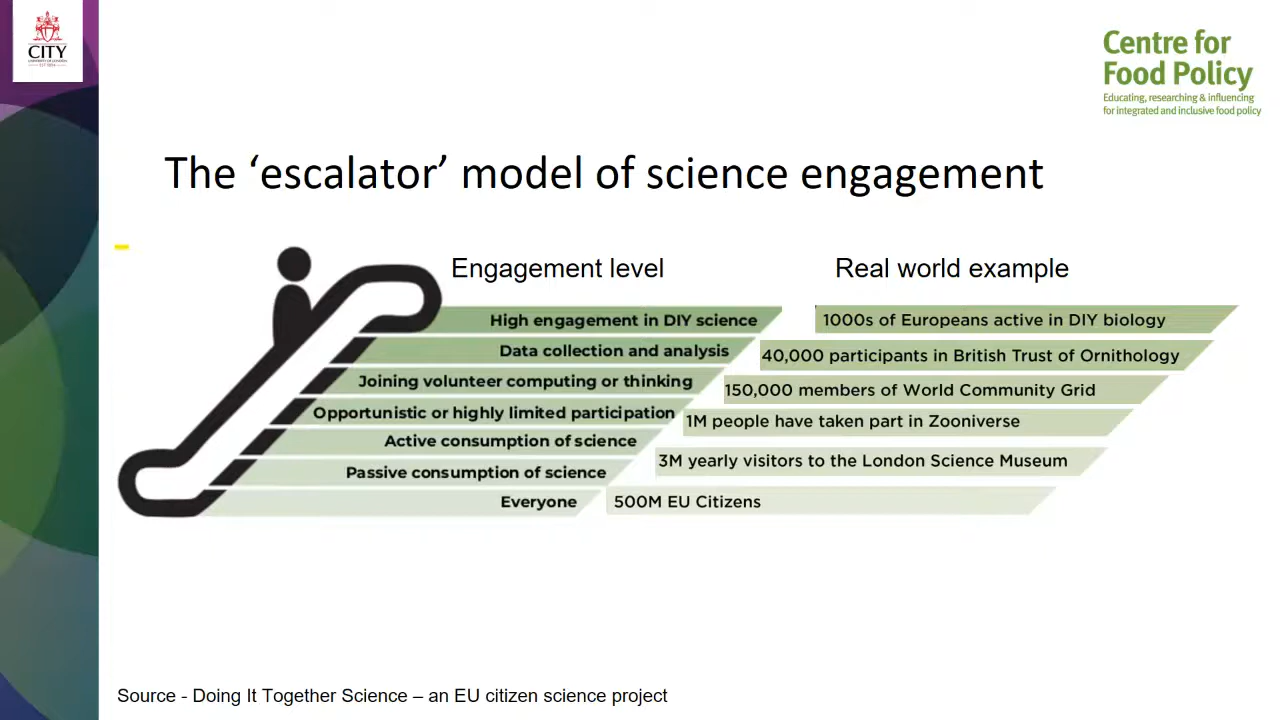 CITY
UNIVERSITY OF LONDON
EST 1894
Centre for
Food Policy
Educating, researching & influencing
for integrated and inclusive food policy
The ‘escalator’ model of science engagement
Engagement level
Real world example
High engagement in DIY science
1000s of Europeans active in DIY biology
Data collection and analysis
40,000 participants in British Trust of Ornithology
Joining volunteer computing or thinking
150,000 members of World Community Grid
Opportunistic or highly limited participation
1M people have taken part in Zooniverse
Active consumption of science
3M yearly visitors to the London Science Museum
Passive consumption of science
Everyone
500M EU Citizens
Source - Doing It Together Science – an EU citizen science project